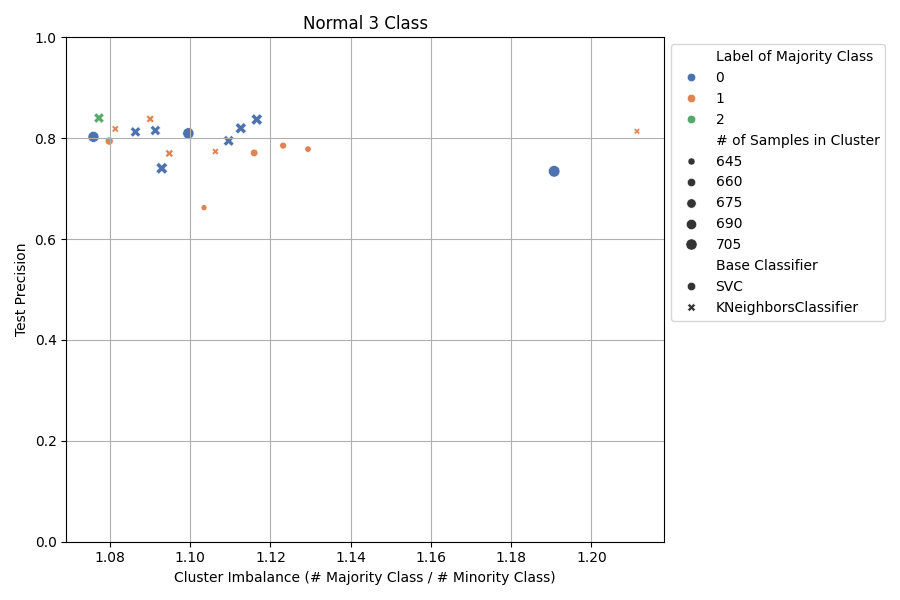 Normal 3 Class
1.0
0.8
0.6
0.4
0.2
0.0
Test Precision
1.08 1.10 1.12 1.14 1.16 1.18 1.20
Cluster Imbalance (# Majority Class / # Minority Class)
Label of Majority Class
0
1
2
# of Samples in Cluster
645
660
675
690
705
Base Classifier
SVC
KNeighborsClassifier